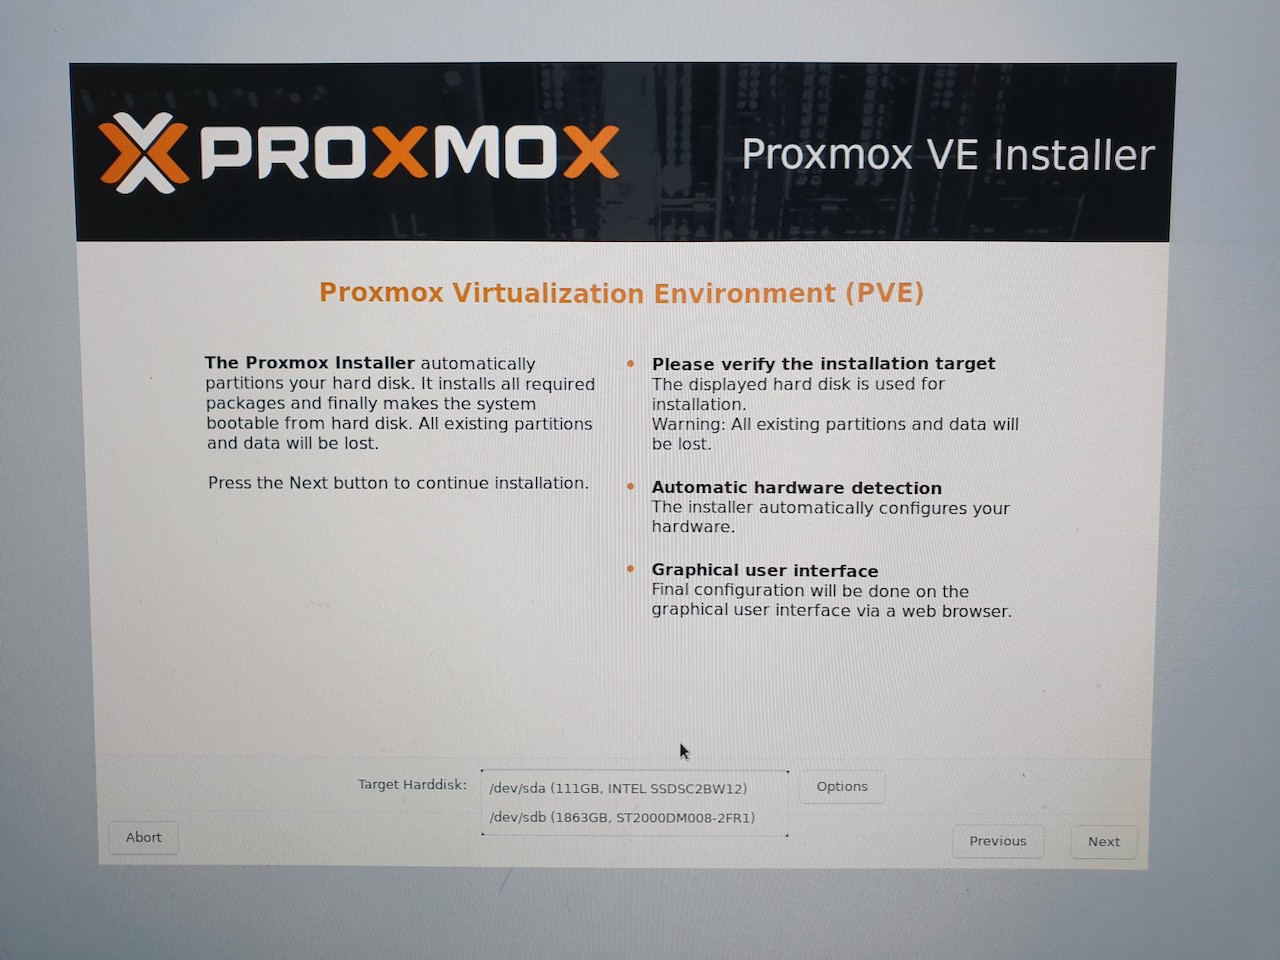 PROXMOX
Proxmox VE Installer
Proxmox Virtualization Environment (PVE)
The Proxmox Installer automatically
partitions your hard disk. It installs all required
packages and finally makes the system
bootable from hard disk. All existing partitions
and data will be lost.
Press the Next button to continue installation.
Please verify the installation target
The displayed hard disk is used for
installation.
Warning: All existing partitions and data will
be lost.
Automatic hardware detection
The installer automatically configures your
hardware.
Graphical user interface
Final configuration will be done on the
graphical user interface via a web browser.
Target Harddisk:
/dev/sda (111GB, INTEL SSDSC2BW12)
/dev/sdb (1863GB, ST2000DM008-2FR1)
Options
Abort
Previous
Next